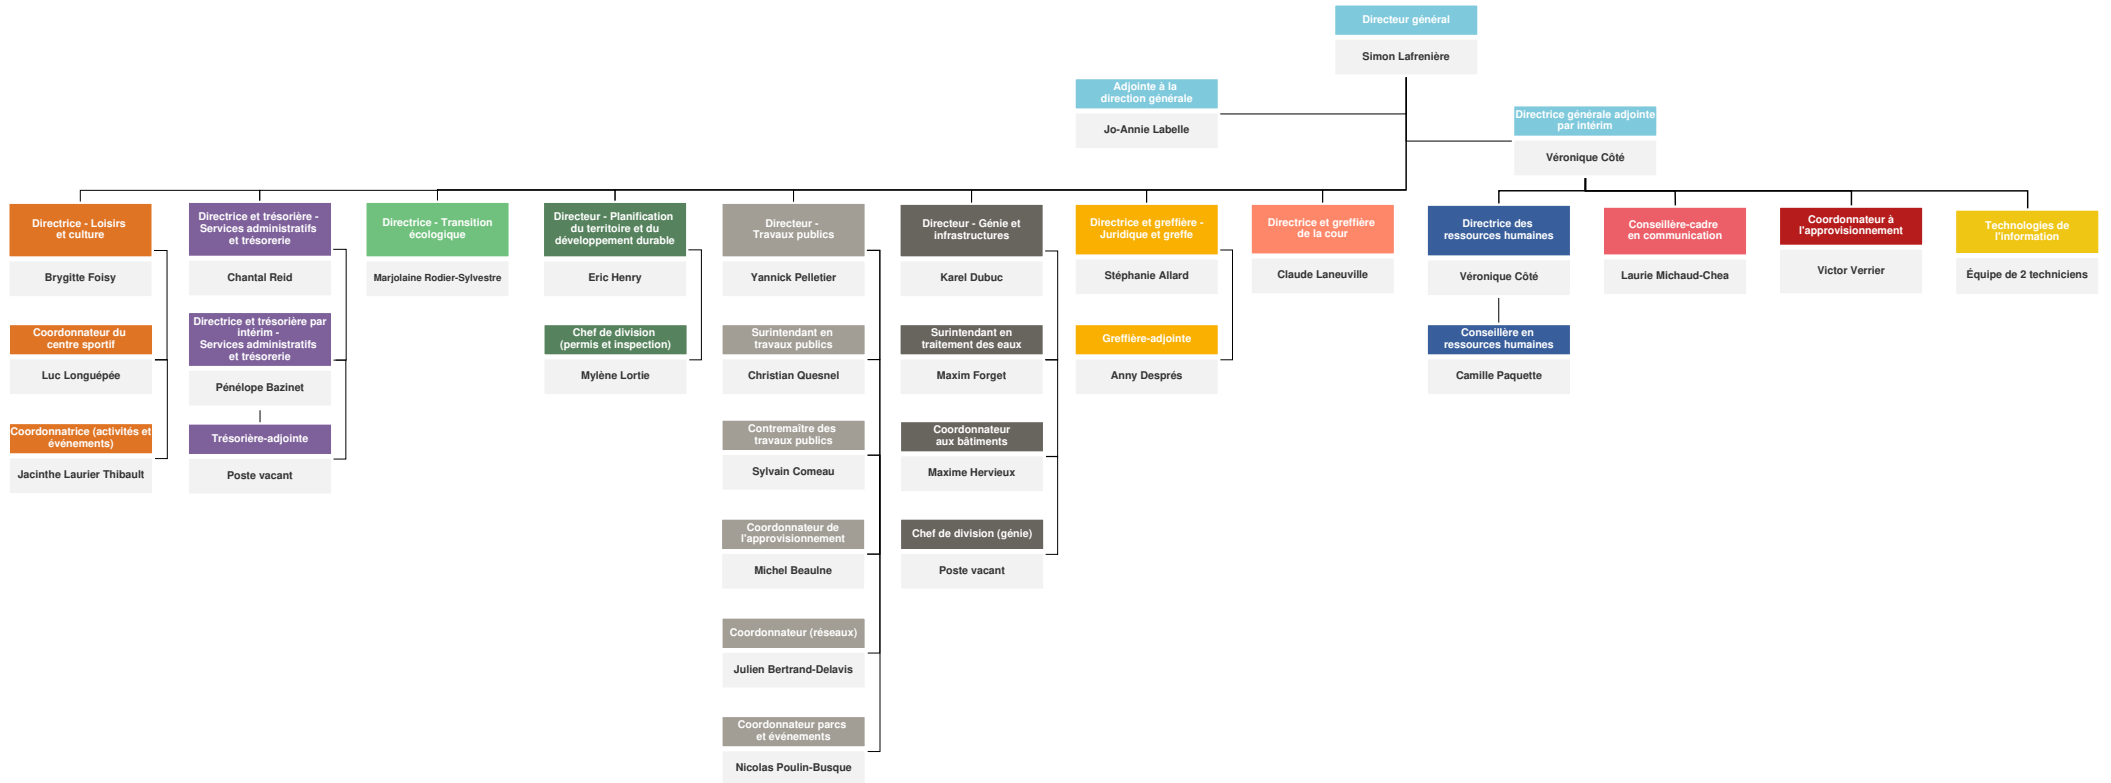 Directeur général
Simon Lafrenière
Adjointe à la
direction générale
Jo-Annie Labelle
Directrice générale adjointe
par intérim
Véronique Côté
Directrice - Loisirs
et culture
Brygitte Foisy
Coordonnateur du
centre sportif
Luc Longuépée
Coordonnatrice (activités et
événements)
Jacinthe Laurier Thibault
Directrice et trésorière -
Services administratifs
et trésorerie
Chantal Reid
Directrice et trésorière par
intérim -
Services administratifs
et trésorerie
Pénélope Bazinet
Trésorière-adjointe
Poste vacant
Directrice - Transition
écologique
Marjolaine Rodier-Sylvestre
Directeur - Planification
du territoire et du
développement durable
Eric Henry
Chef de division
(permis et inspection)
Mylène Lortie
Directeur -
Travaux publics
Yannick Pelletier
Surintendant en
travaux publics
Christian Quesnel
Contremaître des
travaux publics
Sylvain Comeau
Coordonnateur de
l'approvisionnement
Michel Beaulne
Coordonnateur (réseaux)
Julien Bertrand-Delavis
Coordonnateur parcs
et événements
Nicolas Poulin-Busque
Directeur - Génie et
infrastructures
Karel Dubuc
Surintendant en
traitement des eaux
Maxim Forget
Coordonnateur
aux bâtiments
Maxime Hervieux
Chef de division (génie)
Poste vacant
Directrice et greffière -
Juridique et greffe
Stéphanie Allard
Greffière-adjointe
Anny Després
Directrice et greffière
de la cour
Claude Laneuville
Directrice des
ressources humaines
Véronique Côté
Conseillère en
ressources humaines
Camille Paquette
Conseillère-cadre
en communication
Laurie Michaud-Chea
Coordonnateur à
l'approvisionnement
Victor Verrier
Technologies de
l'information
Équipe de 2 techniciens